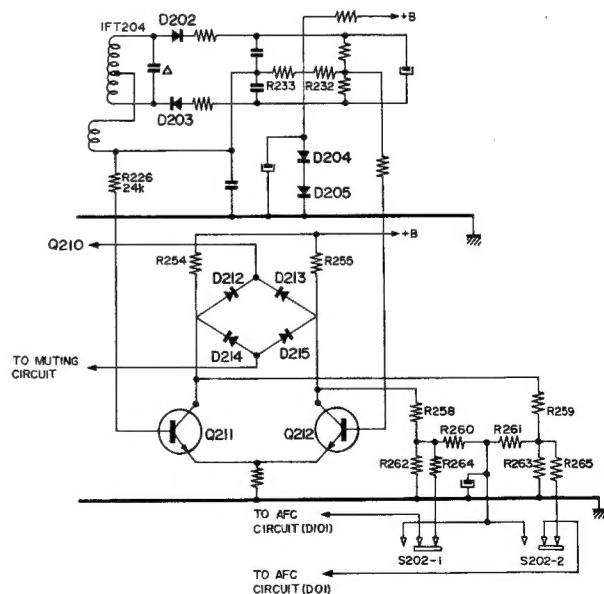 IFT204
D202
+B
Δ
R233
R232
D203
D204
R226
24k
D205
Q210
+B
R254
R255
D212
D213
D214
D215
TO MUTING
CIRCUIT
R258
R259
R260
R261
Q211
Q212
R262
R264
R263
R265
TO AFC
CIRCUIT (D101)
S202-1
S202-2
TO AFC
CIRCUIT (D01)